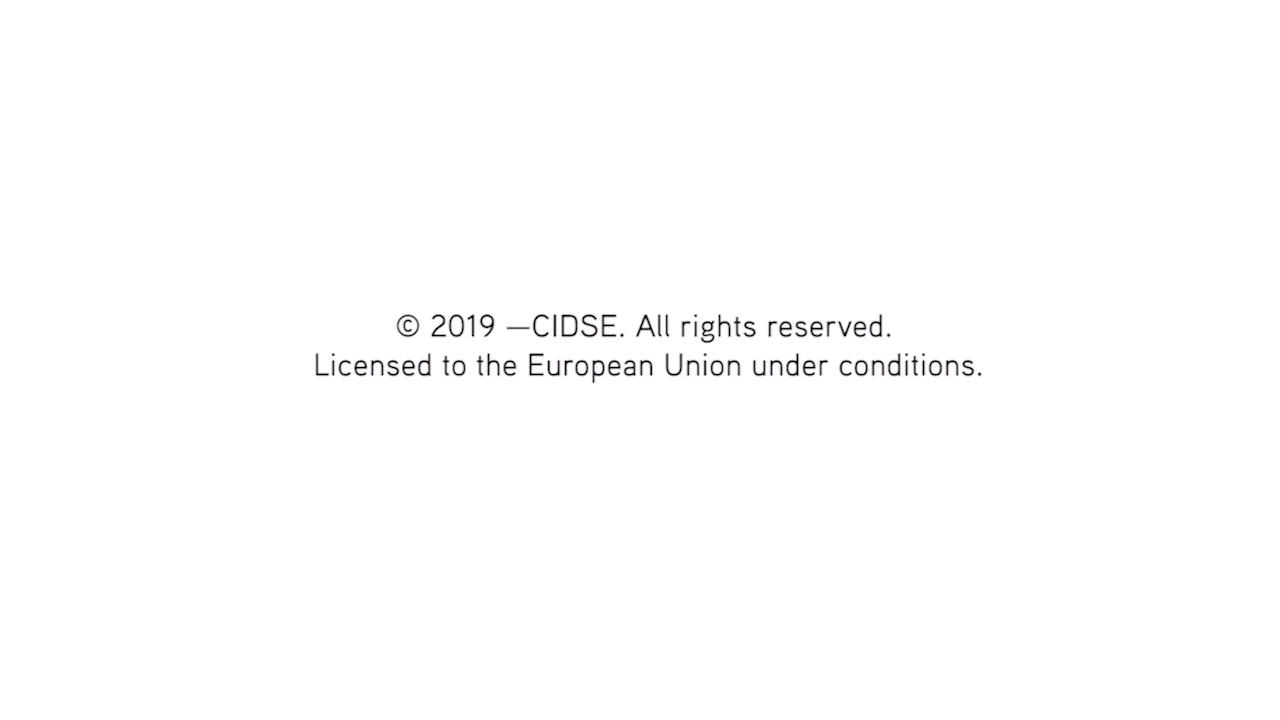 © 2019 —CIDSE. All rights reserved.
Licensed to the European Union under conditions.